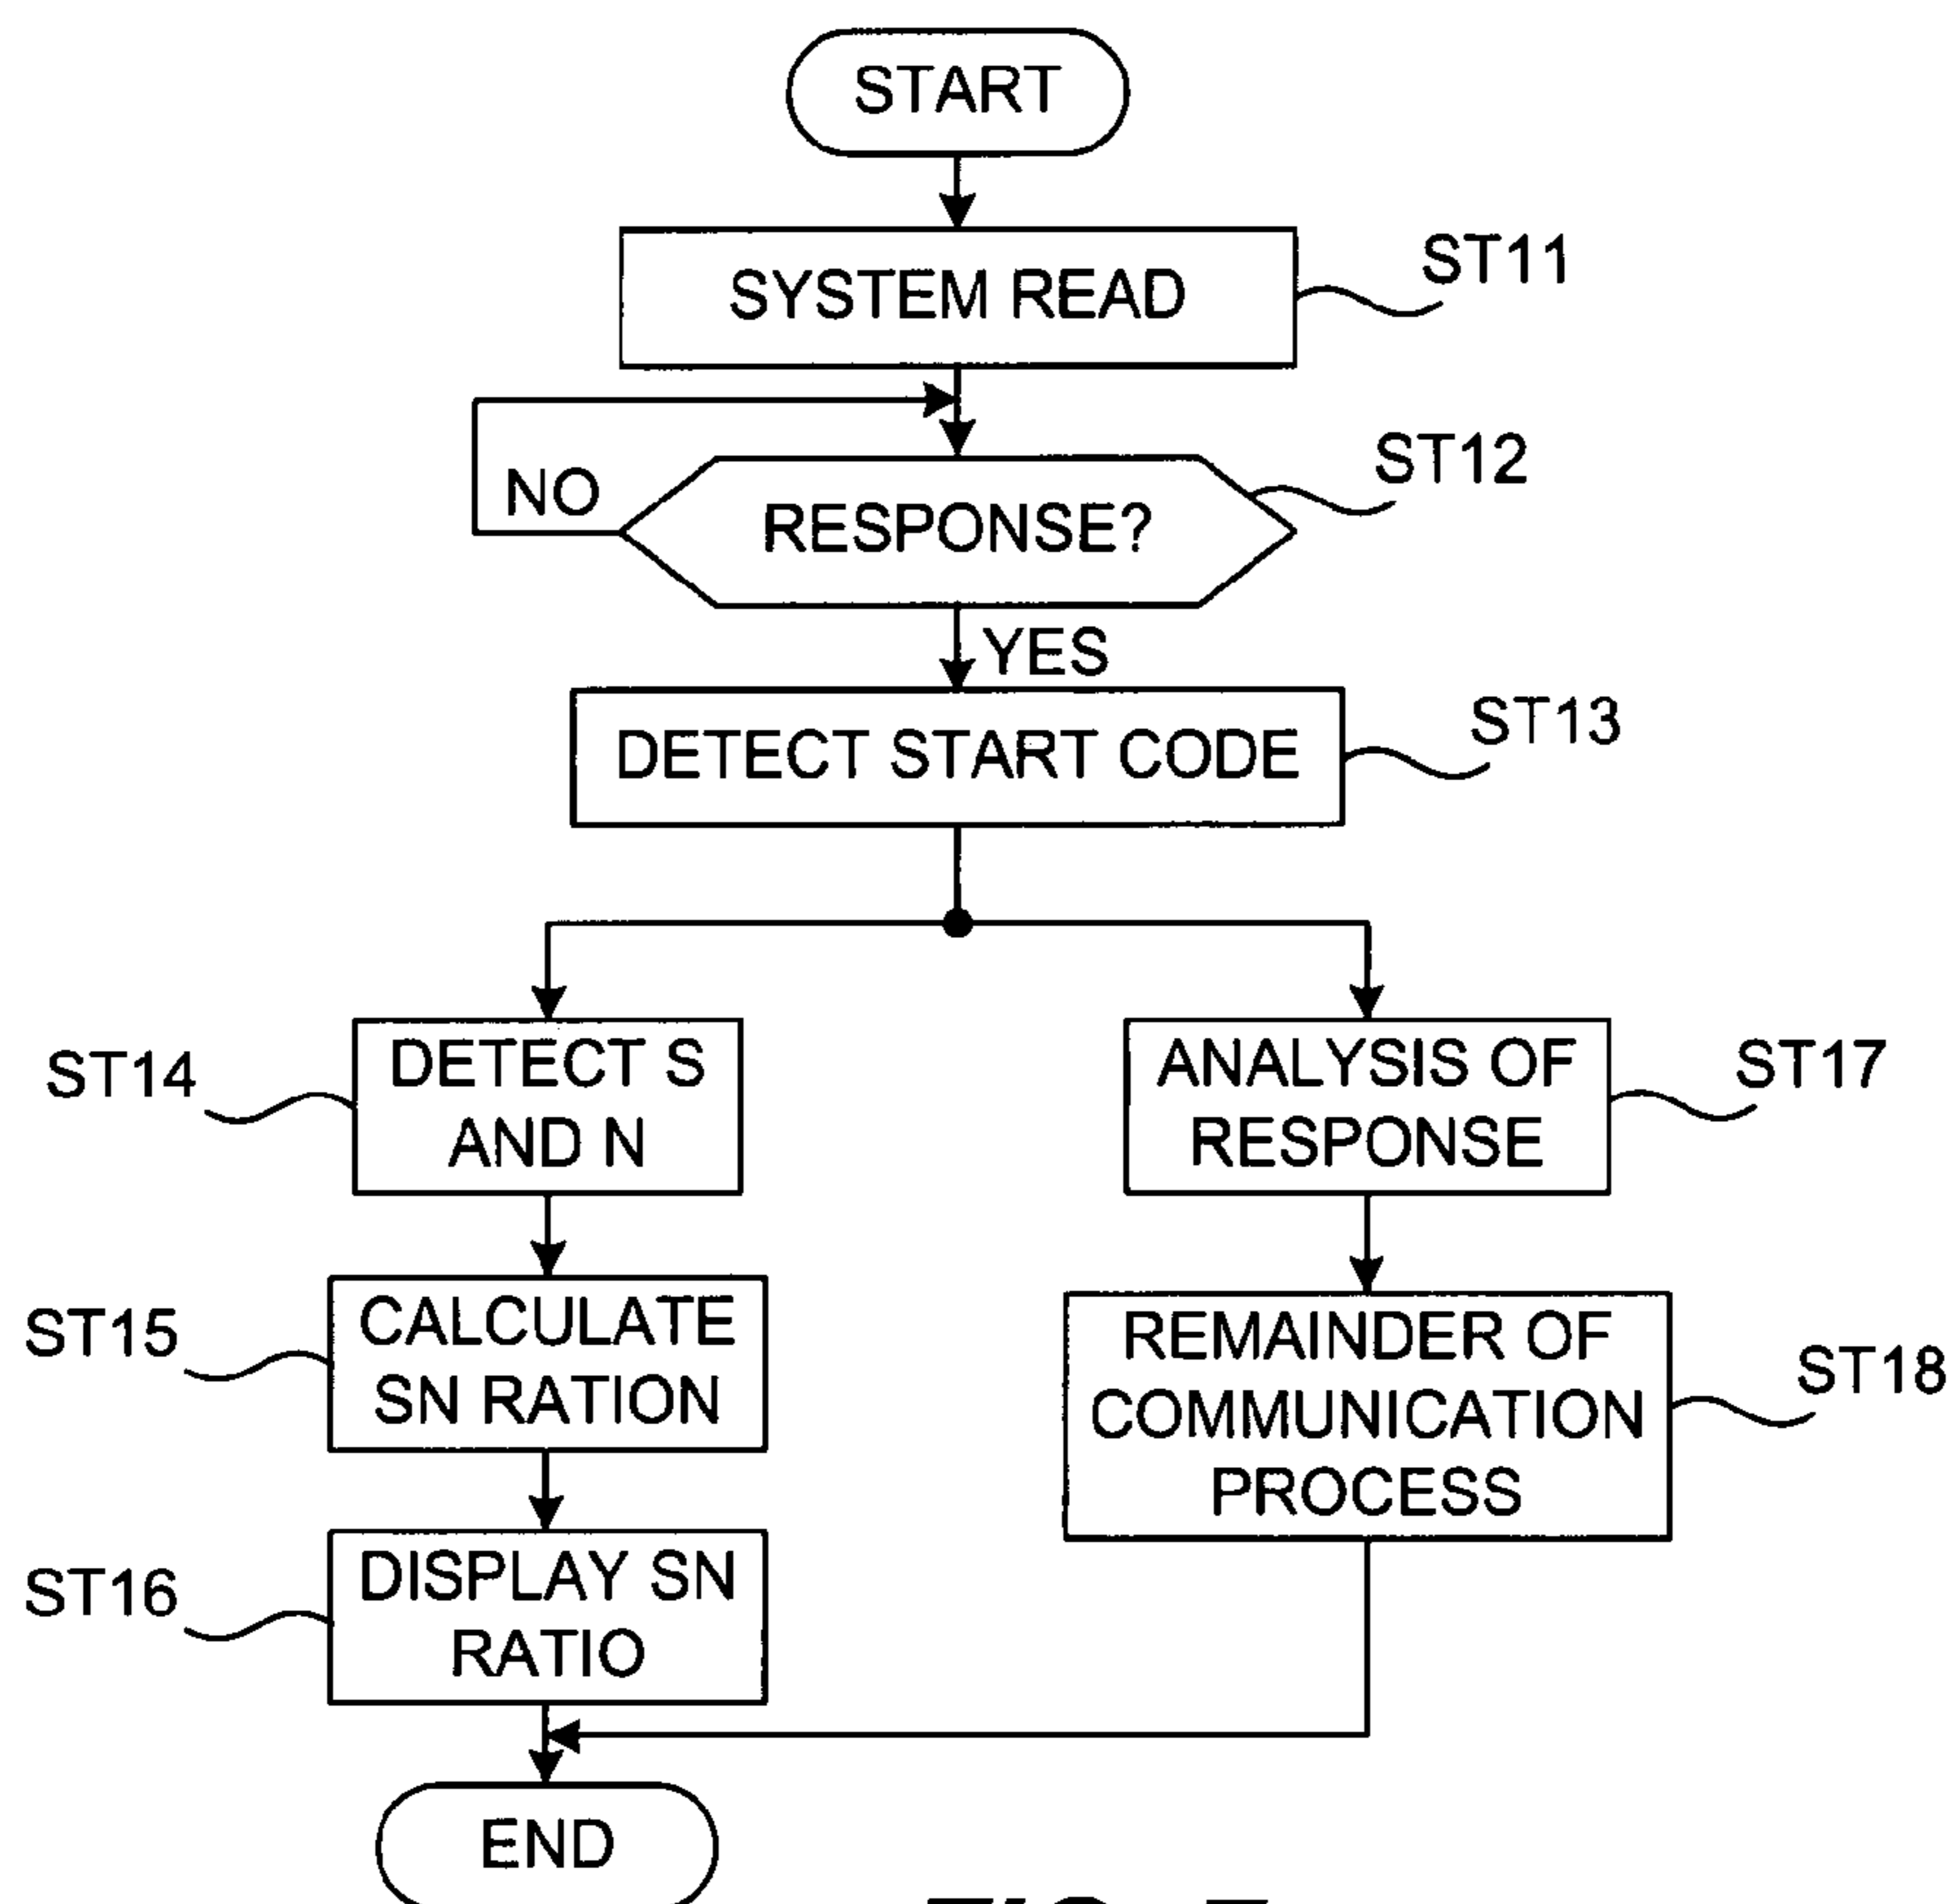 START
SYSTEM READ
ST11
NO
RESPONSE?
ST12
YES
DETECT START CODE
ST13
ST14
DETECT S
AND N
ANALYSIS OF
RESPONSE
ST17
ST15
CALCULATE
SN RATION
REMAINDER OF
COMMUNICATION
PROCESS
ST18
ST16
DISPLAY SN
RATIO
END